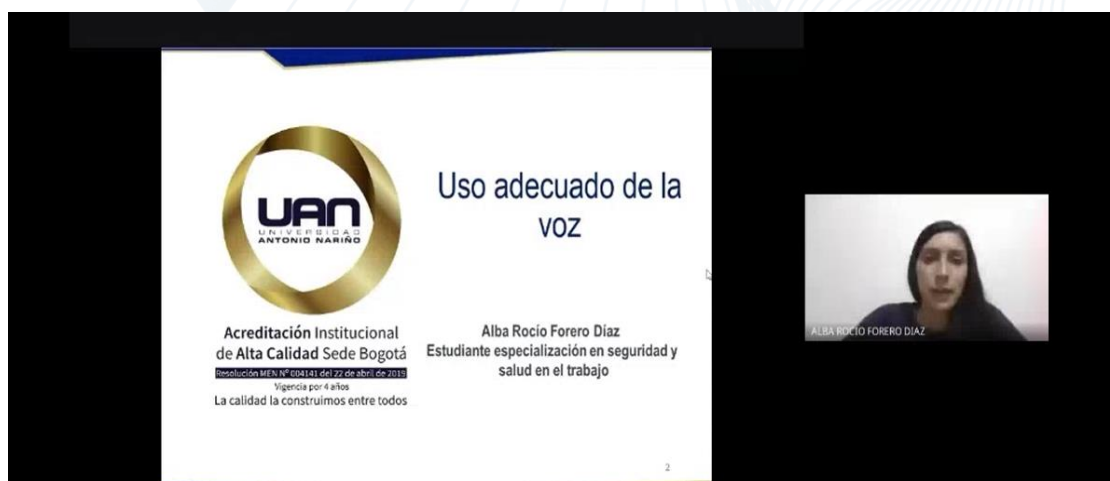 UAN
UNIVERSIDAD
ANTONIO NARIÑO
Acreditación Institucional
de Alta Calidad Sede Bogotá
Resolución MEN Nº 004141 del 22 de abril de 2019
Vigencia por 4 años
La calidad la construimos entre todos
Uso adecuado de la
voz
Alba Rocío Forero Díaz
Estudiante especialización en seguridad y
salud en el trabajo
2
ALBA ROCIO FORERO DIAZ